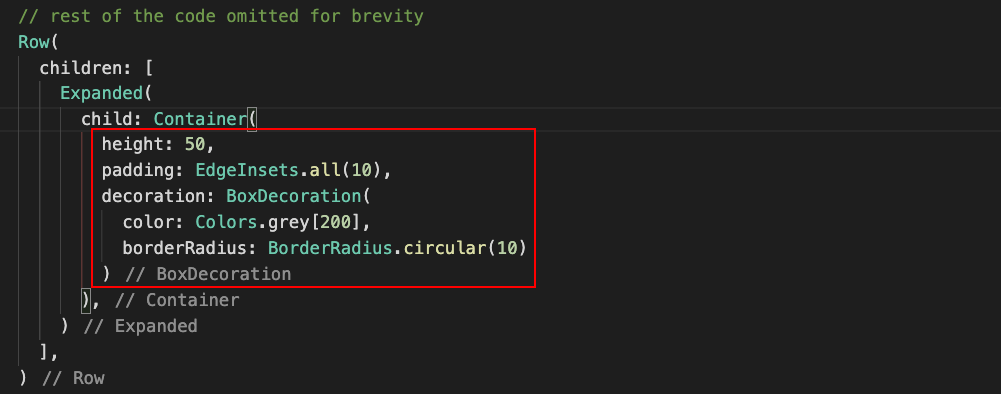 // rest of the code omitted for brevity
Row(
  children: [
    Expanded(
      child: Container(
        height: 50,
        padding: EdgeInsets.all(10),
        decoration: BoxDecoration(
          color: Colors.grey[200],
          borderRadius: BorderRadius.circular(10)
        ) // BoxDecoration
      ), // Container
    ) // Expanded
  ],
) // Row